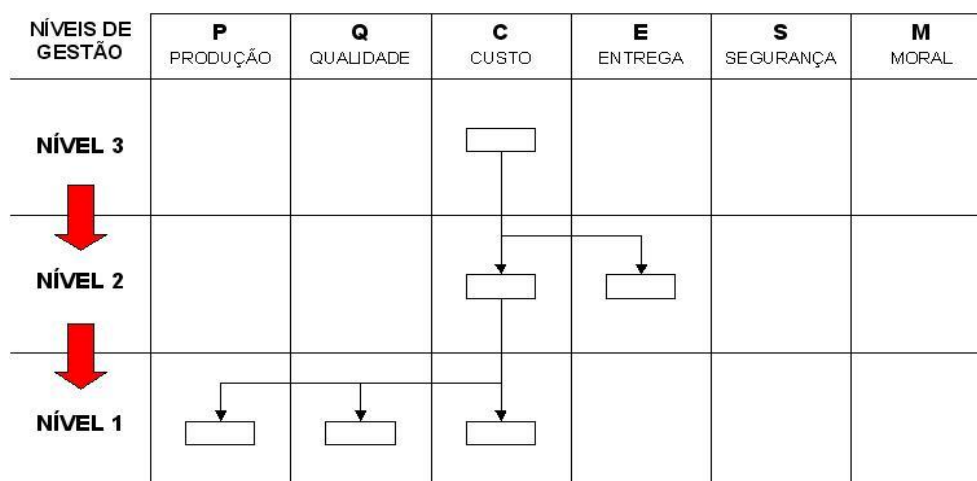 NÍVEIS DE
GESTÃO
P
PRODUÇÃO
Q
QUALIDADE
C
CUSTO
E
ENTREGA
S
SEGURANÇA
M
MORAL
NÍVEL 3
NÍVEL 2
NÍVEL 1